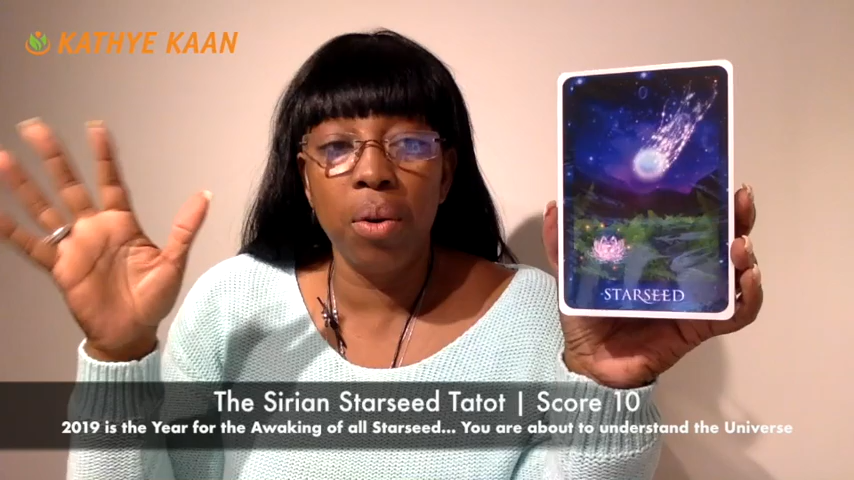 KATHYE KAAN
STARSEED
The Sirian Starseed Tatot | Score 10
2019 is the Year for the Awaking of all Starseed... You are about to understand the Universe